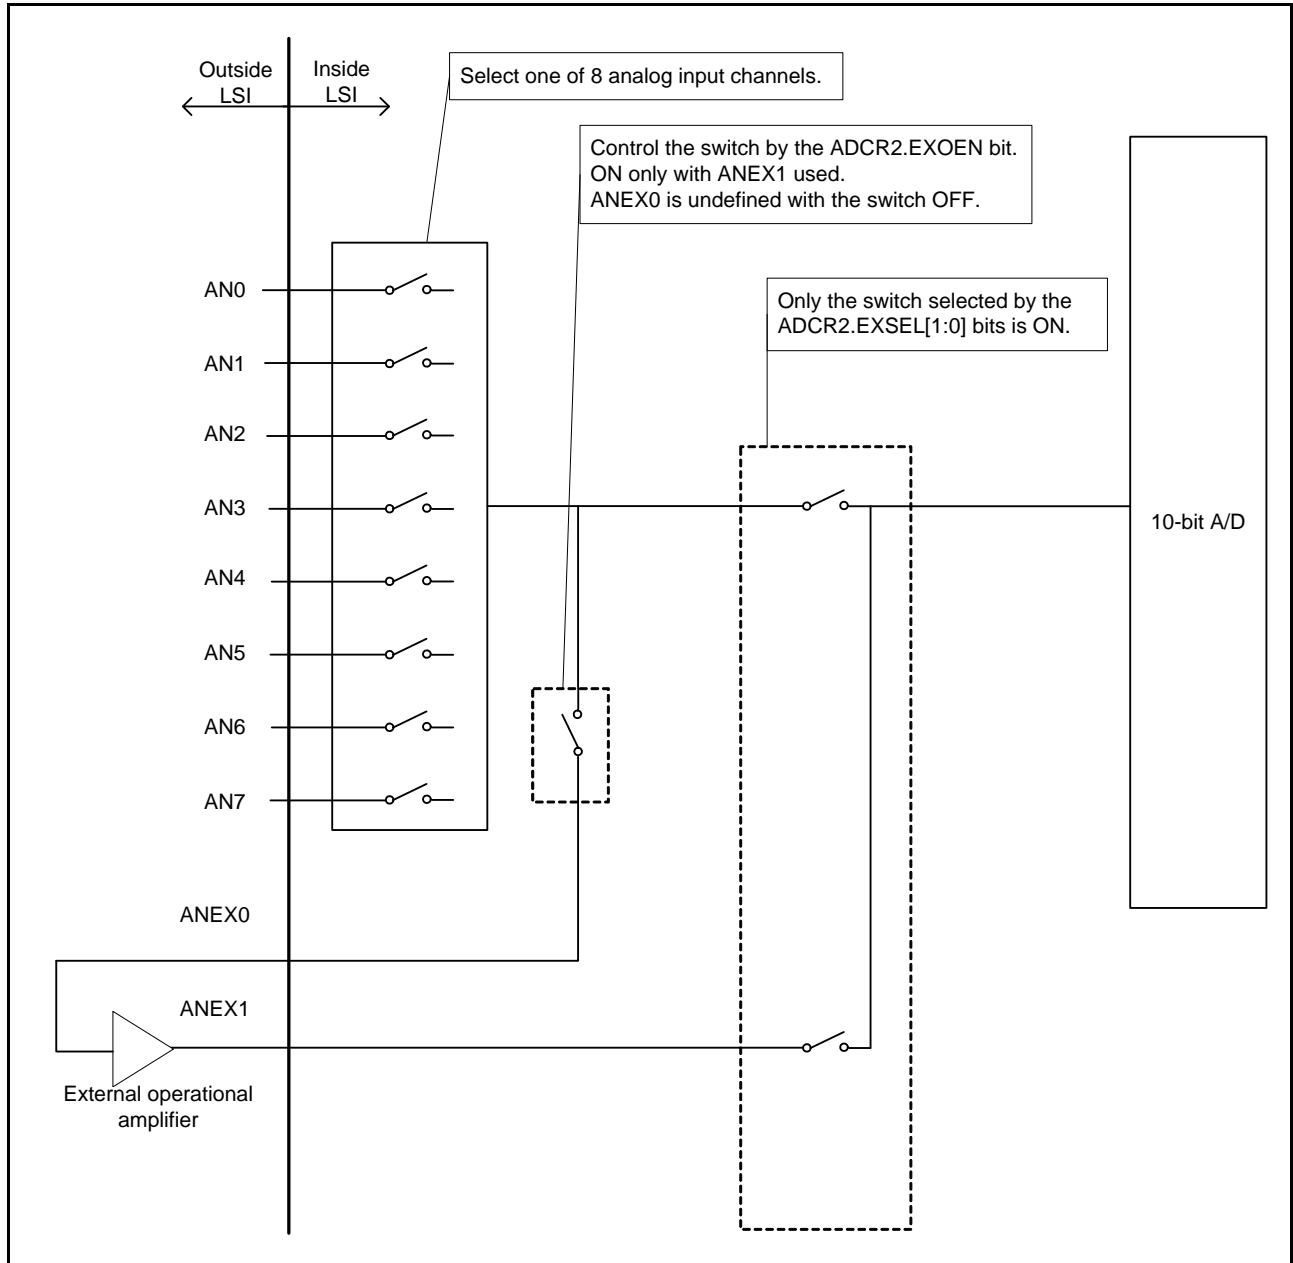 Outside
LSI
Inside
LSI
Select one of 8 analog input channels.
Control the switch by the ADCR2.EXOEN bit.
ON only with ANEX1 used.
ANEX0 is undefined with the switch OFF.
Only the switch selected by the
ADCR2.EXSEL[1:0] bits is ON.
AN0
AN1
AN2
AN3
AN4
AN5
AN6
AN7
10-bit A/D
ANEX0
ANEX1
External operational
amplifier